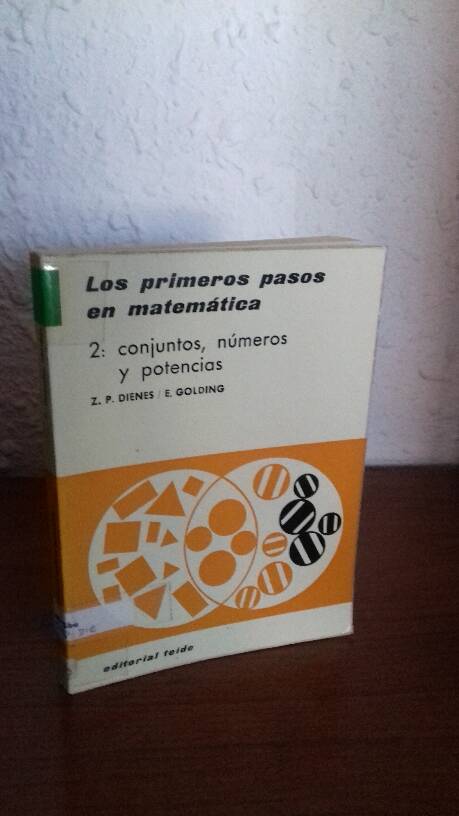 Los primeros pasos
en matemática
2: conjuntos, números
y potencias
Z. P. DIENES / E. GOLDING
editorial teide